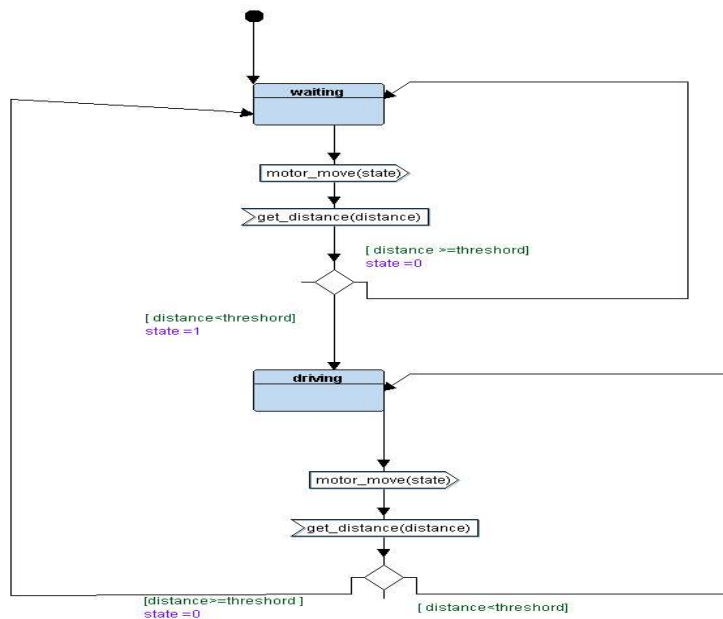 waiting
motor_move(state)
get_distance(distance)
[ distance >=threshord]
state =0
[ distance<threshord]
state =1
driving
motor_move(state)
get_distance(distance)
[distance>=threshord ]
state =0
[ distance<threshord]